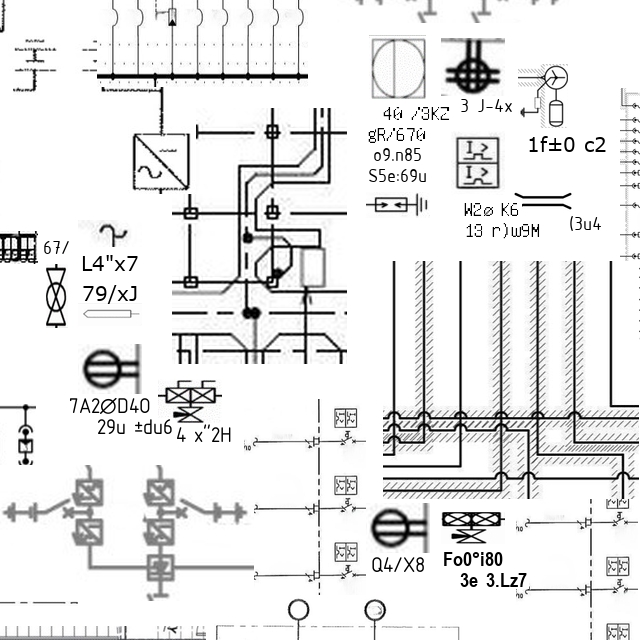 40 /9KZ
3 J-4x
gR/670
o9.n85
S5e:69u
1f±0 c2
W2ø K6
13 r)w9M
(3u4
67/
L4"x7
79/xJ
7A2ØD40
29u ±du6
4 x"2H
Q4/X8
Fo0°i80
3e 3.Lz7